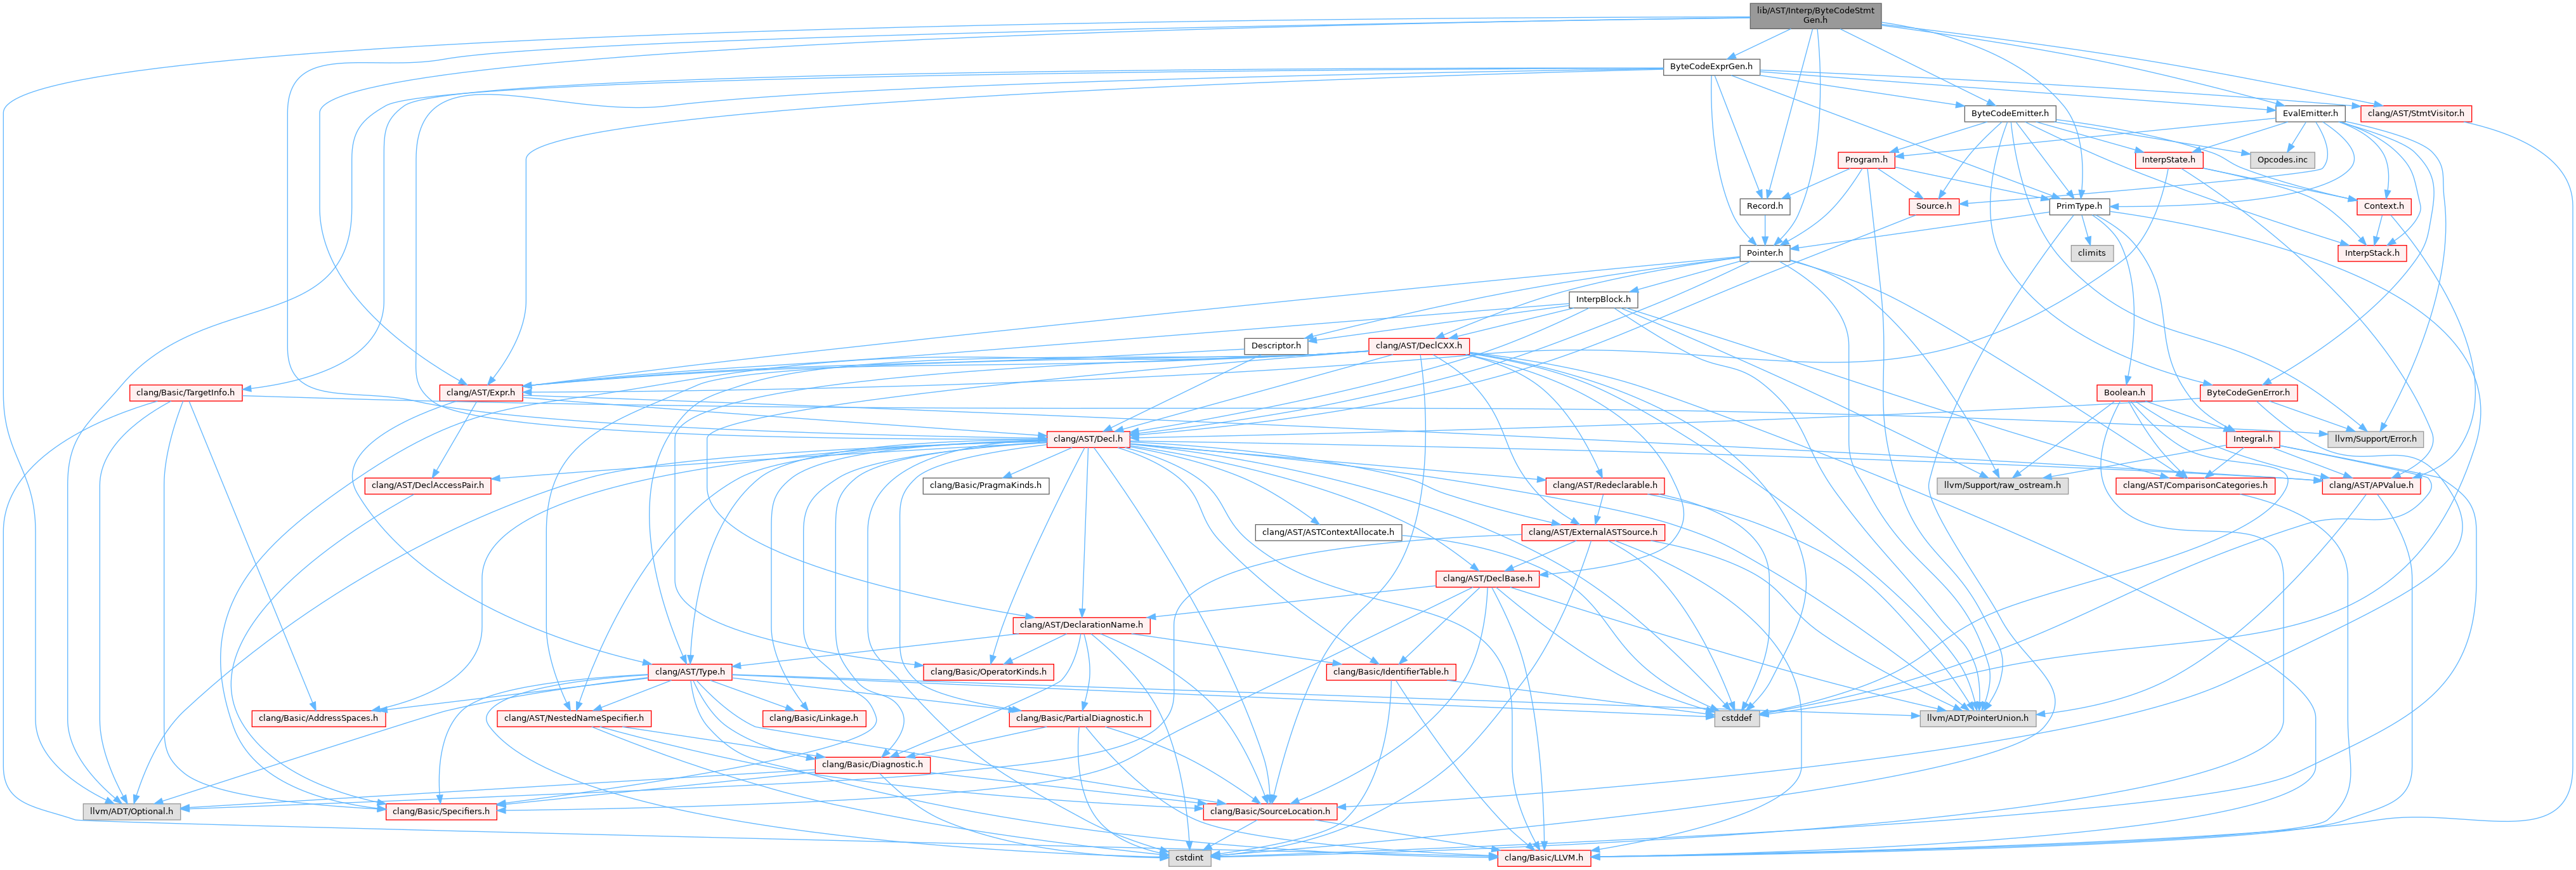 lib/AST/Interp/ByteCodeStmt
Gen.h
ByteCodeExprGen.h
ByteCodeEmitter.h
EvalEmitter.h
clang/AST/StmtVisitor.h
Program.h
InterpState.h
Opcodes.inc
Record.h
Source.h
PrimType.h
Context.h
Pointer.h
climits
InterpStack.h
InterpBlock.h
Descriptor.h
clang/AST/DeclCXX.h
clang/Basic/TargetInfo.h
clang/AST/Expr.h
Boolean.h
ByteCodeGenError.h
clang/AST/Decl.h
Integral.h
llvm/Support/Error.h
clang/AST/DeclAccessPair.h
clang/Basic/PragmaKinds.h
clang/AST/Redeclarable.h
llvm/Support/raw_ostream.h
clang/AST/ComparisonCategories.h
clang/AST/APValue.h
clang/AST/ASTContextAllocate.h
clang/AST/ExternalASTSource.h
clang/AST/DeclBase.h
clang/AST/DeclarationName.h
clang/AST/Type.h
clang/Basic/OperatorKinds.h
clang/Basic/IdentifierTable.h
clang/Basic/AddressSpaces.h
clang/AST/NestedNameSpecifier.h
clang/Basic/Linkage.h
clang/Basic/PartialDiagnostic.h
cstddef
llvm/ADT/PointerUnion.h
clang/Basic/Diagnostic.h
llvm/ADT/Optional.h
clang/Basic/Specifiers.h
clang/Basic/SourceLocation.h
cstdint
clang/Basic/LLVM.h